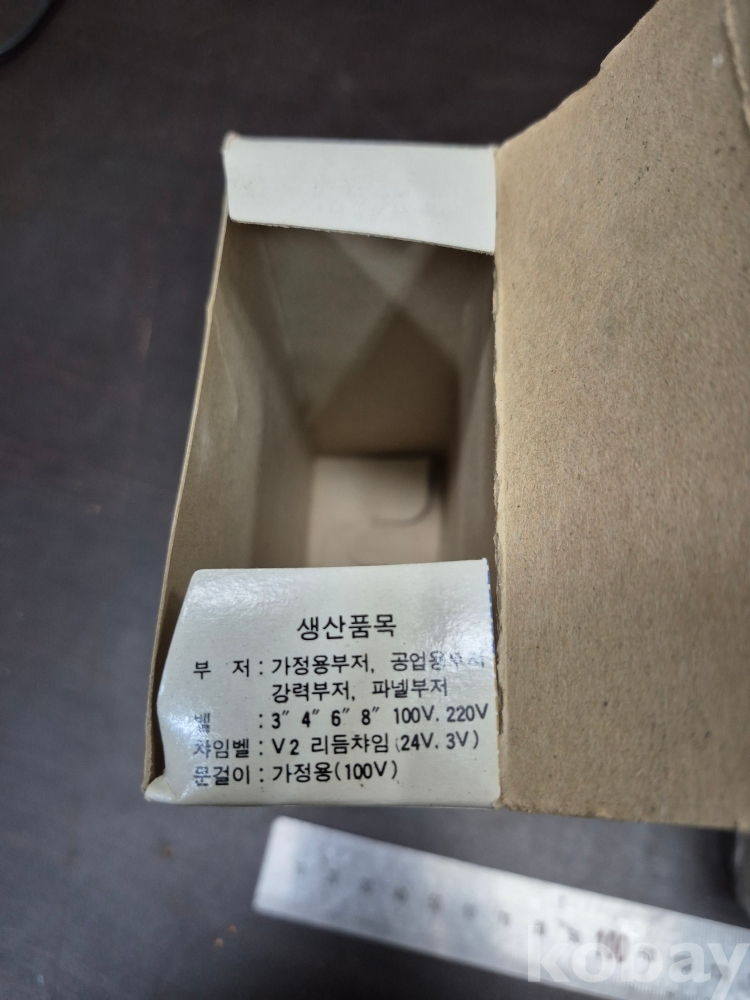 생산품목
부 저 : 가정용부저, 공업용부저
강력부저, 파넬부저
벨 : 3″ 4″ 6″ 8″ 100V. 220V
챠임벨 : V2 리듬챠임(24V. 3V)
문걸이 : 가정용(100V)
100
kobay